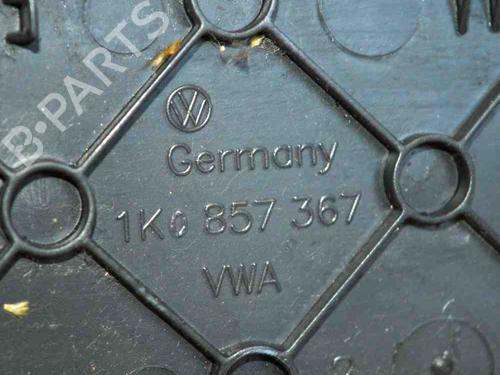 B-PARTS
Germany
1K0 857 367
VWA